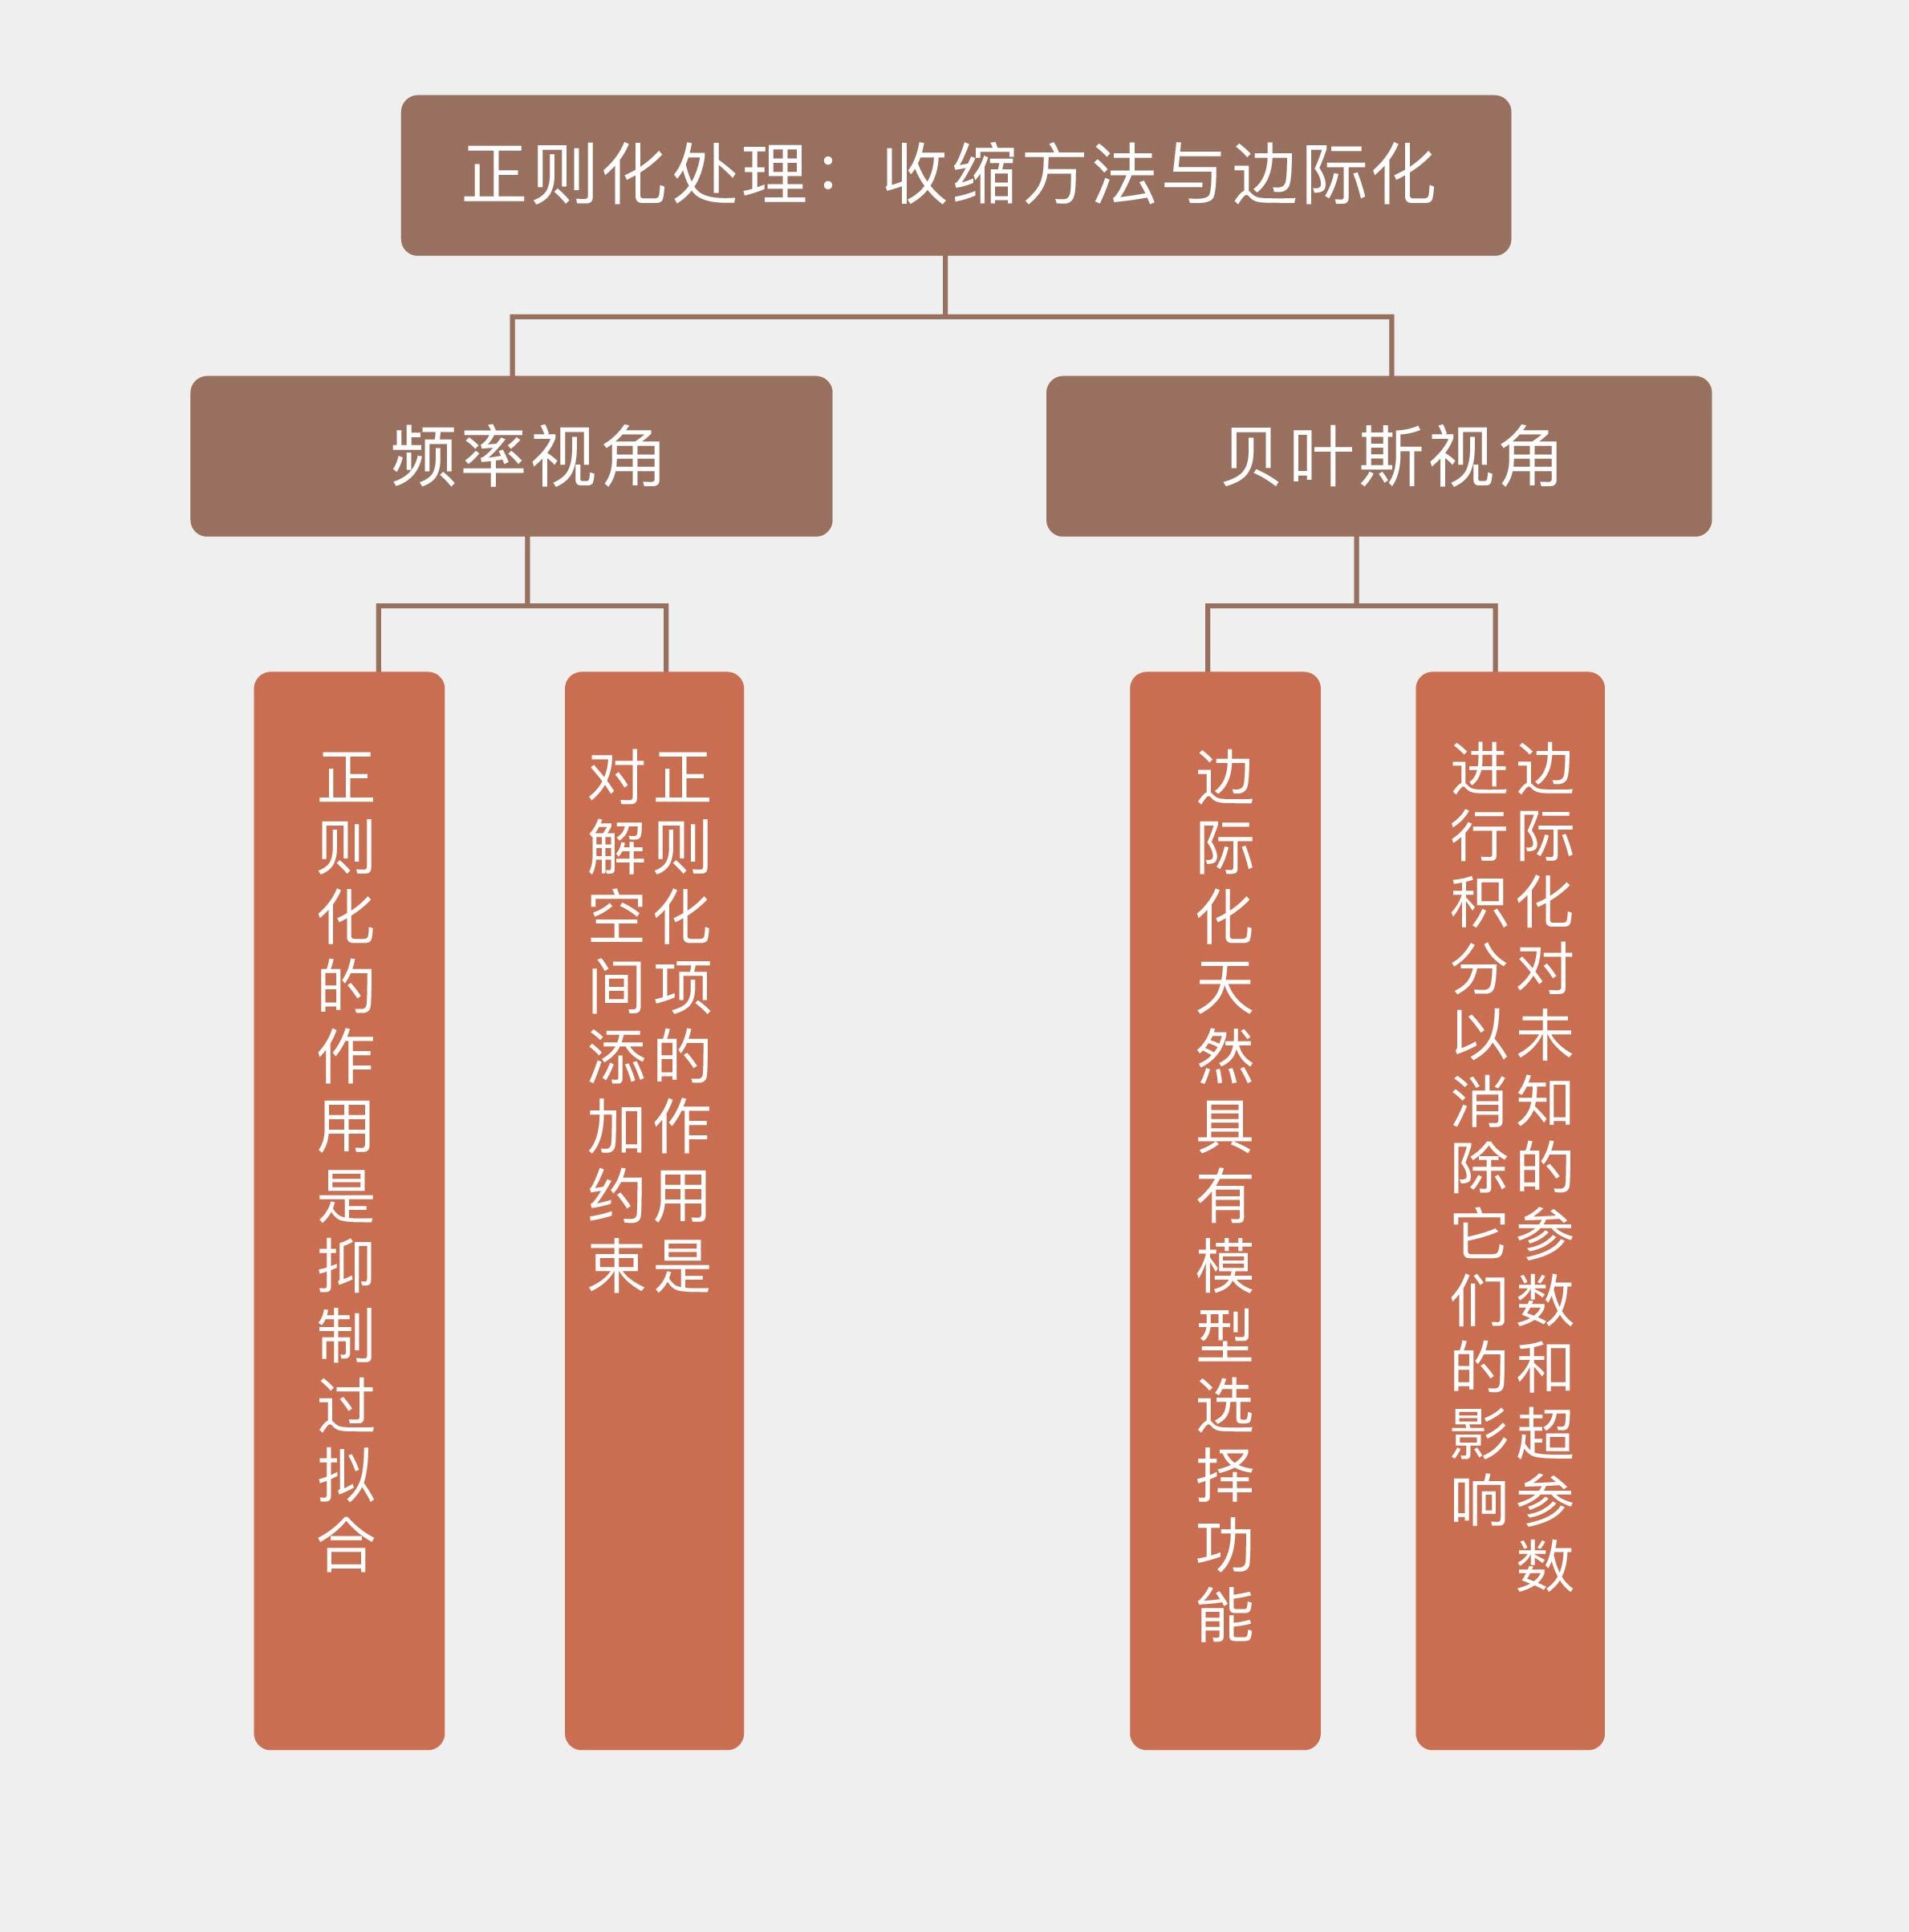 正则化处理：收缩方法与边际化
频率视角
贝叶斯视角
正则化的作用是抑制过拟合
正则化项的作用是
对解空间添加约束
边际化天然具有模型选择功能
边际化对未知的参数和超参数
进行积分以消除它们的影响